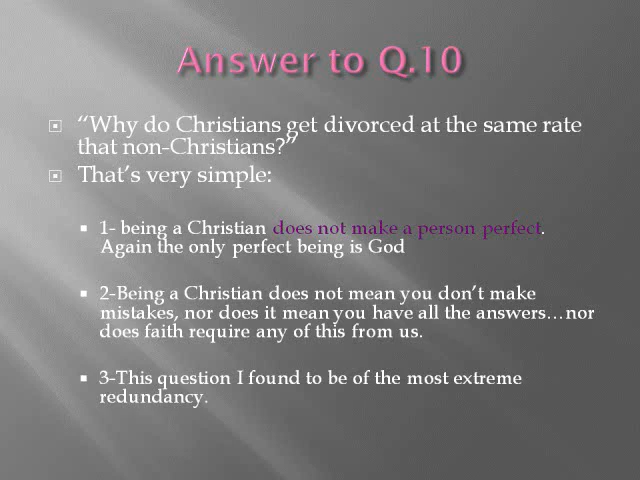 Answer to Q.10
“Why do Christians get divorced at the same rate
that non-Christians?”
That’s very simple:
1- being a Christian does not make a person perfect.
Again the only perfect being is God
2-Being a Christian does not mean you don’t make
mistakes, nor does it mean you have all the answers…nor
does faith require any of this from us.
3-This question I found to be of the most extreme
redundancy.